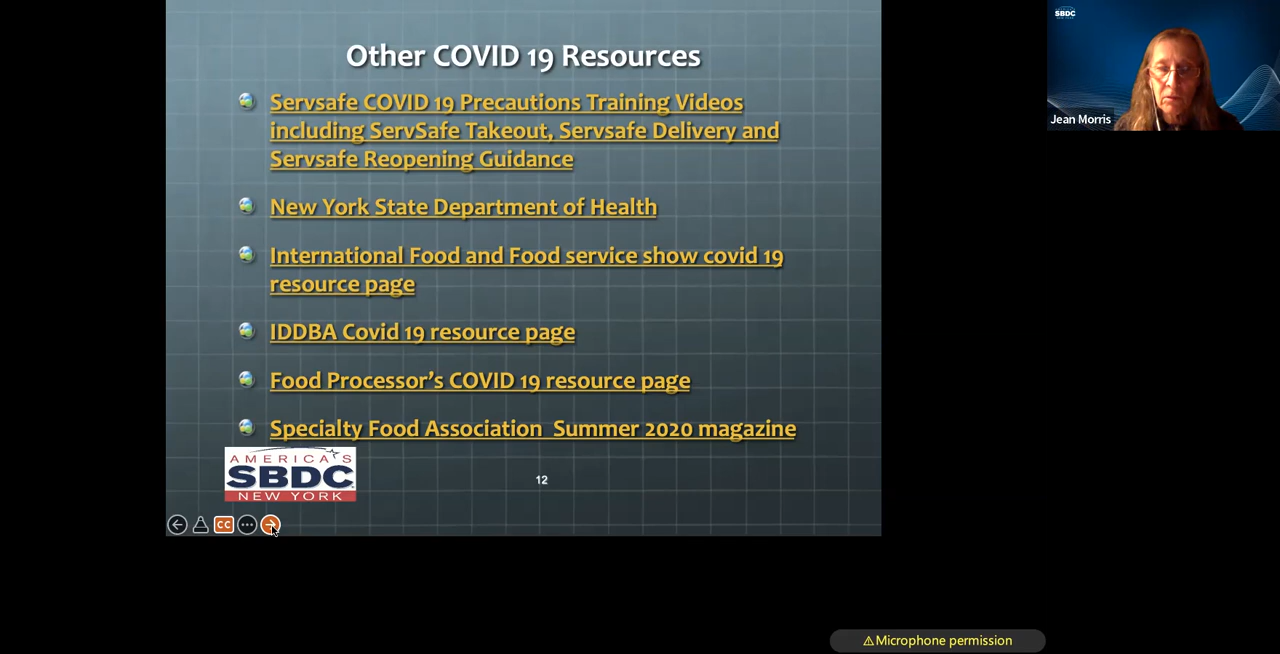 Other COVID 19 Resources
Servsafe COVID 19 Precautions Training Videos
including ServSafe Takeout, Servsafe Delivery and
Servsafe Reopening Guidance
New York State Department of Health
International Food and Food service show covid 19
resource page
IDDBA Covid 19 resource page
Food Processor’s COVID 19 resource page
Specialty Food Association  Summer 2020 magazine
AMERICA'S
SBDC
NEW YORK
12
CC
SBDC
Jean Morris
Microphone permission